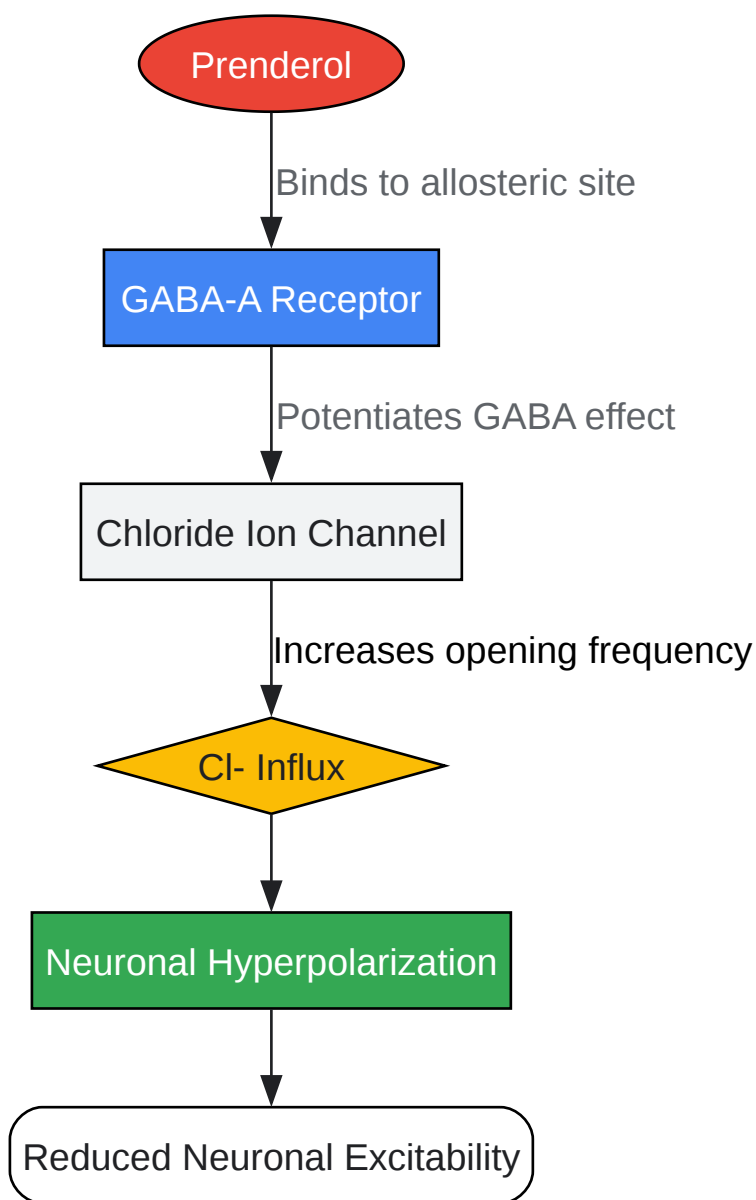 Prenderol
Binds to allosteric site
GABA-A Receptor
Potentiates GABA effect
Chloride Ion Channel
Increases opening frequency
Cl- Influx
Neuronal Hyperpolarization
Reduced Neuronal Excitability